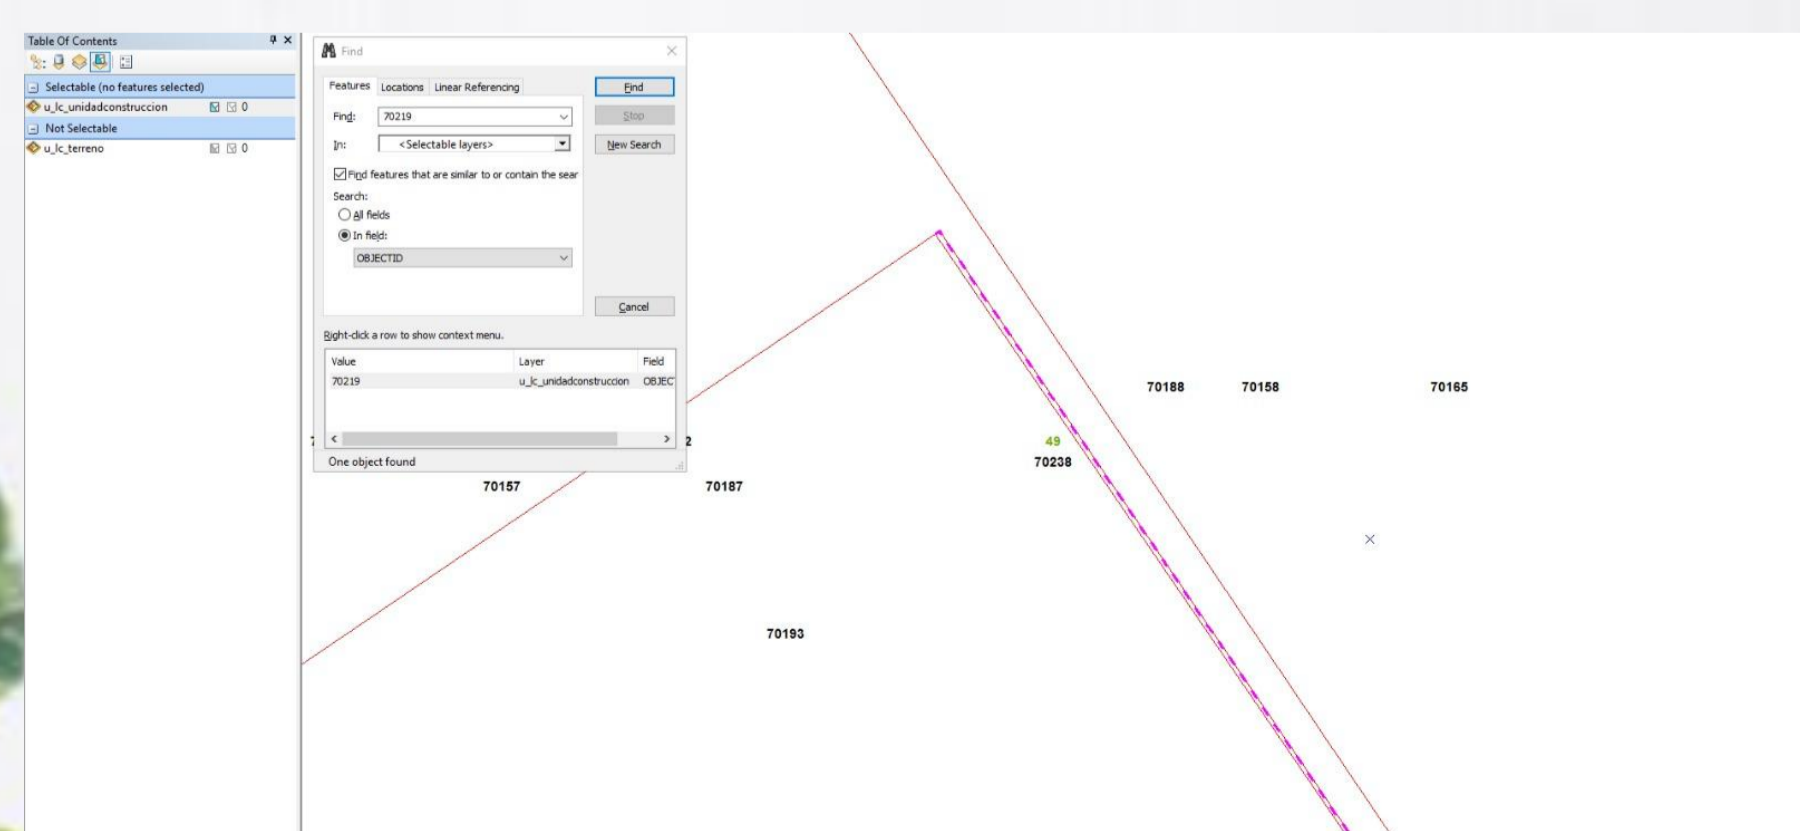 Table Of Contents
Selectable (no features selected)
u_lc_unidadconstruccion 0
Not Selectable
u_lc_terreno 0
Find
Features Locations Linear Referencing
Find: 70219
In: <Selectable layers>
Find features that are similar to or contain the sear
Search:
All fields
In field:
OBJECTID
Find
Stop
New Search
Cancel
Right-click a row to show context menu.
Value Layer Field
70219 u_lc_unidadconstruccion OBJEC
One object found
70188 70158 70165
2
49
70238
70157 70187
70193